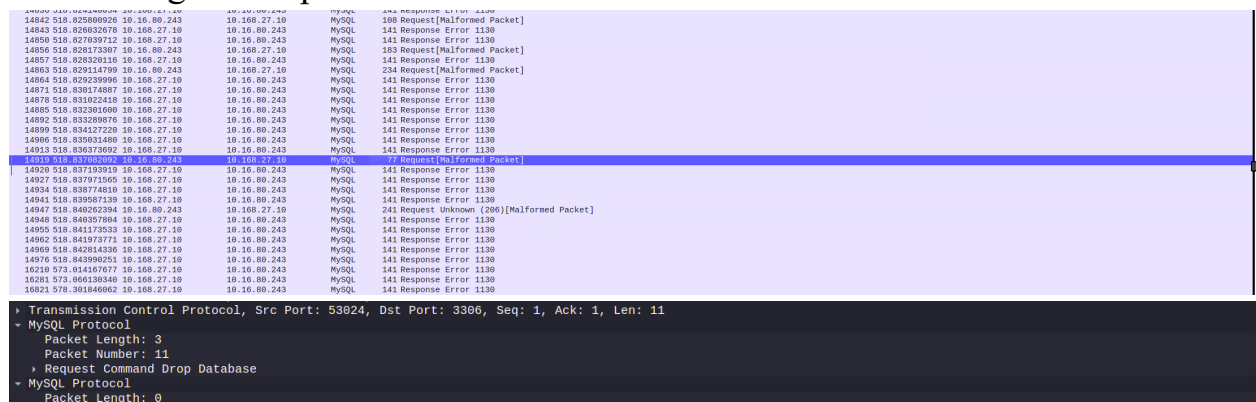 14842 518.825800926 10.16.80.243 10.168.27.10 MySQL 108 Request[Malformed Packet]
14843 518.826032678 10.168.27.10 10.16.80.243 MySQL 141 Response Error 1130
14850 518.827039712 10.168.27.10 10.16.80.243 MySQL 141 Response Error 1130
14856 518.828173307 10.16.80.243 10.168.27.10 MySQL 183 Request[Malformed Packet]
14857 518.828320116 10.168.27.10 10.16.80.243 MySQL 141 Response Error 1130
14863 518.829114799 10.16.80.243 10.168.27.10 MySQL 234 Request[Malformed Packet]
14864 518.829239996 10.168.27.10 10.16.80.243 MySQL 141 Response Error 1130
14871 518.830174887 10.168.27.10 10.16.80.243 MySQL 141 Response Error 1130
14878 518.831022418 10.168.27.10 10.16.80.243 MySQL 141 Response Error 1130
14885 518.832301600 10.168.27.10 10.16.80.243 MySQL 141 Response Error 1130
14892 518.833289876 10.168.27.10 10.16.80.243 MySQL 141 Response Error 1130
14899 518.834127220 10.168.27.10 10.16.80.243 MySQL 141 Response Error 1130
14906 518.835031480 10.168.27.10 10.16.80.243 MySQL 141 Response Error 1130
14913 518.836373692 10.168.27.10 10.16.80.243 MySQL 141 Response Error 1130
14919 518.837082092 10.16.80.243 10.168.27.10 MySQL 77 Request[Malformed Packet]
14920 518.837193919 10.168.27.10 10.16.80.243 MySQL 141 Response Error 1130
14927 518.837971565 10.168.27.10 10.16.80.243 MySQL 141 Response Error 1130
14934 518.838774810 10.168.27.10 10.16.80.243 MySQL 141 Response Error 1130
14941 518.839587139 10.168.27.10 10.16.80.243 MySQL 141 Response Error 1130
14947 518.840262394 10.16.80.243 10.168.27.10 MySQL 241 Request Unknown (206)[Malformed Packet]
14948 518.840357804 10.168.27.10 10.16.80.243 MySQL 141 Response Error 1130
14955 518.841173533 10.168.27.10 10.16.80.243 MySQL 141 Response Error 1130
14962 518.841973771 10.168.27.10 10.16.80.243 MySQL 141 Response Error 1130
14969 518.842814336 10.168.27.10 10.16.80.243 MySQL 141 Response Error 1130
14976 518.843990251 10.168.27.10 10.16.80.243 MySQL 141 Response Error 1130
16210 573.014167677 10.168.27.10 10.16.80.243 MySQL 141 Response Error 1130
16281 573.066130340 10.168.27.10 10.16.80.243 MySQL 141 Response Error 1130
16821 578.301846062 10.168.27.10 10.16.80.243 MySQL 141 Response Error 1130
Transmission Control Protocol, Src Port: 53024, Dst Port: 3306, Seq: 1, Ack: 1, Len: 11
MySQL Protocol
Packet Length: 3
Packet Number: 11
Request Command Drop Database
MySQL Protocol
Packet Length: 0